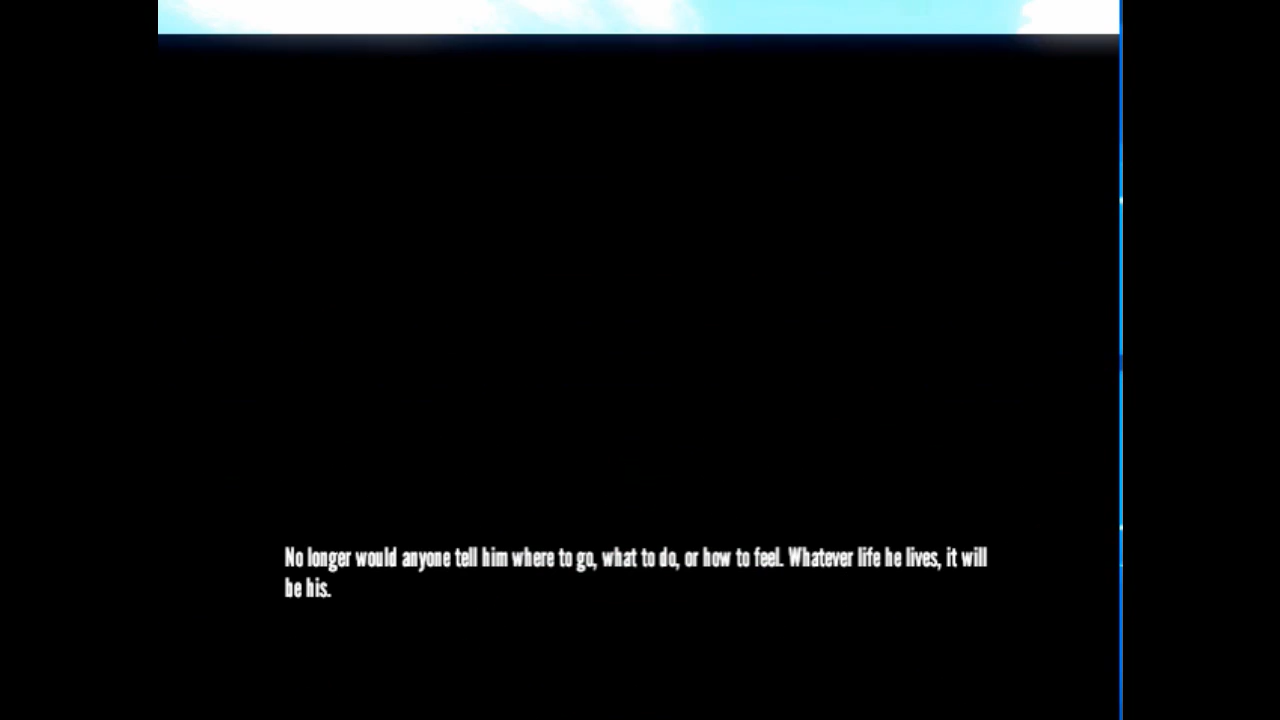 No longer would anyone tell him where to go, what to do, or how to feel. Whatever life he lives, it will
be his.